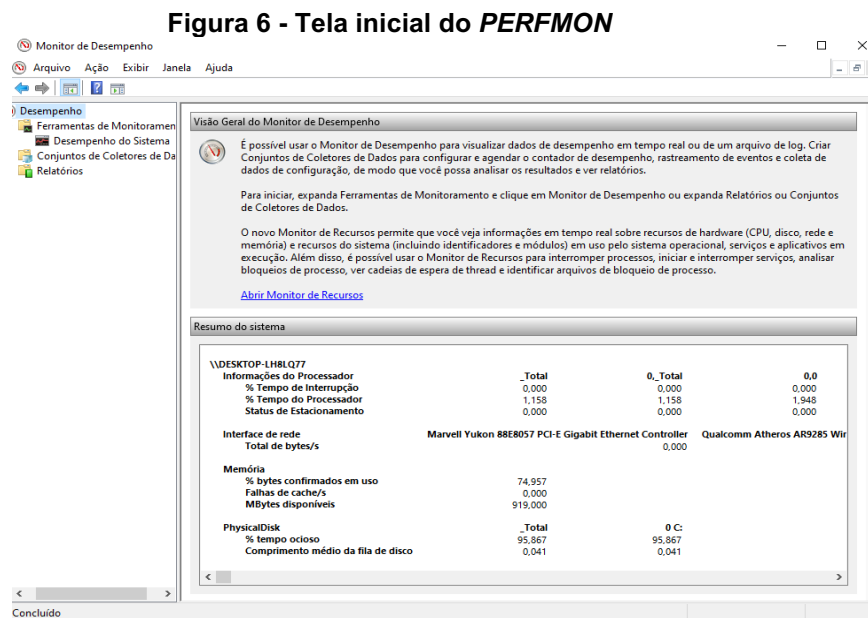 Figura 6 - Tela inicial do PERFMON
Monitor de Desempenho
Arquivo Ação Exibir Janela Ajuda
Desempenho
Ferramentas de Monitoramen
Desempenho do Sistema
Conjuntos de Coletores de Da
Relatórios
Visão Geral do Monitor de Desempenho
É possível usar o Monitor de Desempenho para visualizar dados de desempenho em tempo real ou de um arquivo de log. Criar
Conjuntos de Coletores de Dados para configurar e agendar o contador de desempenho, rastreamento de eventos e coleta de
dados de configuração, de modo que você possa analisar os resultados e ver relatórios.
Para iniciar, expanda Ferramentas de Monitoramento e clique em Monitor de Desempenho ou expanda Relatórios ou Conjuntos
de Coletores de Dados.
O novo Monitor de Recursos permite que você veja informações em tempo real sobre recursos de hardware (CPU, disco, rede e
memória) e recursos do sistema (incluindo identificadores e módulos) em uso pelo sistema operacional, serviços e aplicativos em
execução. Além disso, é possível usar o Monitor de Recursos para interromper processos, iniciar e interromper serviços, analisar
bloqueios de processo, ver cadeias de espera de thread e identificar arquivos de bloqueio de processo.
Abrir Monitor de Recursos
Resumo do sistema
\\DESKTOP-LH8LQ77
Informações do Processador _Total 0,_Total 0,0
% Tempo de Interrupção 0,000 0,000 0,000
% Tempo do Processador 1,158 1,158 1,948
Status de Estacionamento 0,000 0,000 0,000
Interface de rede Marvell Yukon 88E8057 PCI-E Gigabit Ethernet Controller Qualcomm Atheros AR9285 Wir
Total de bytes/s 0,000
Memória
% bytes confirmados em uso 74,957
Falhas de cache/s 0,000
MBytes disponíveis 919,000
PhysicalDisk _Total 0 C:
% tempo ocioso 95,867 95,867
Comprimento médio da fila de disco 0,041 0,041
Concluído